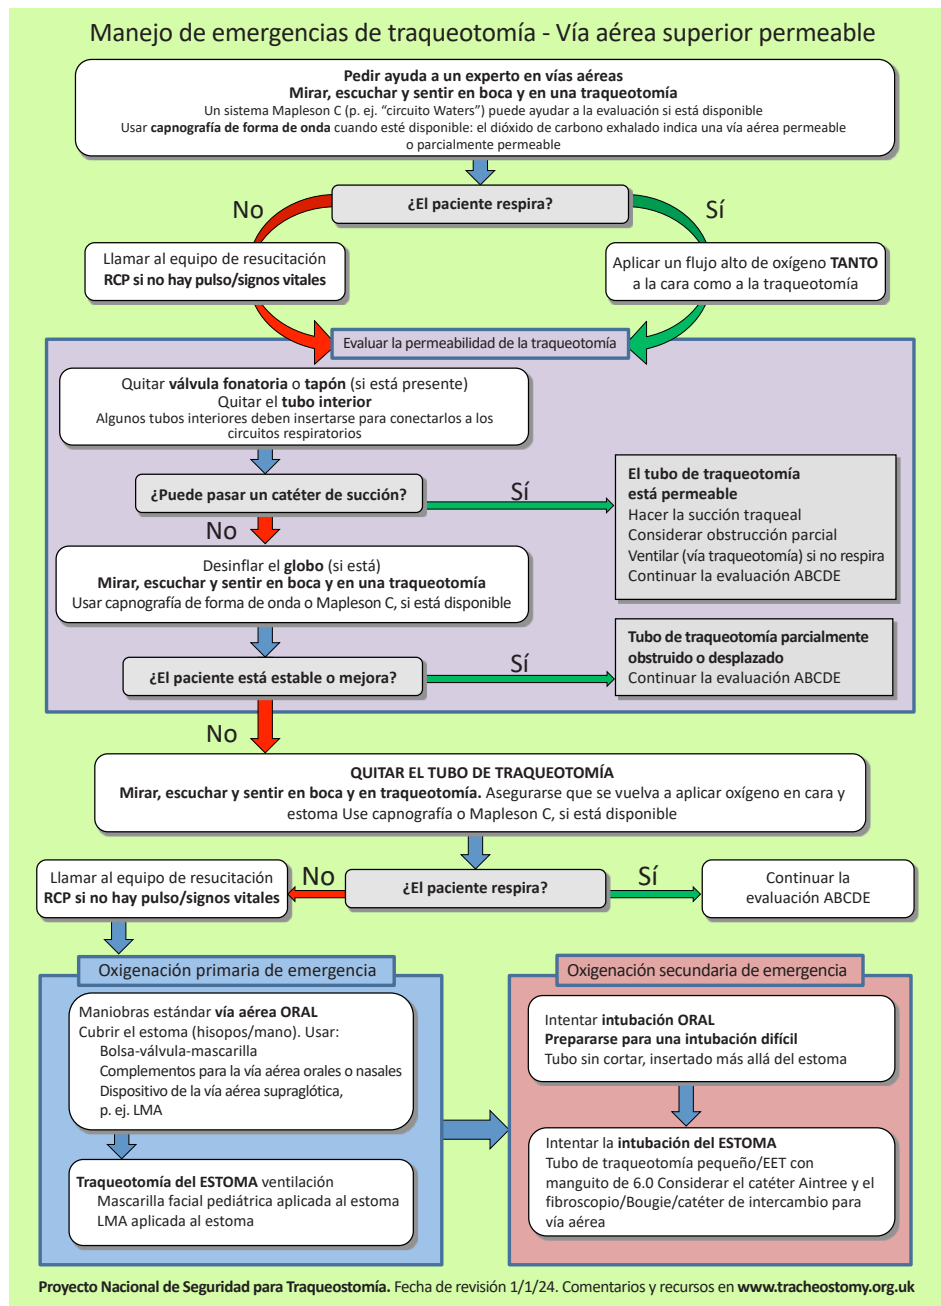 Manejo de emergencias de traqueotomía - Vía aérea superior permeable
Pedir ayuda a un experto en vías aéreas
Mirar, escuchar y sentir en boca y en una traqueotomía
Un sistema Mapleson C (p. ej. “circuito Waters”) puede ayudar a la evaluación si está disponible
Usar capnografía de forma de onda cuando esté disponible: el dióxido de carbono exhalado indica una vía aérea permeable
o parcialmente permeable
No
¿El paciente respira?
Sí
Llamar al equipo de resucitación
RCP si no hay pulso/signos vitales
Aplicar un flujo alto de oxígeno TANTO
a la cara como a la traqueotomía
Evaluar la permeabilidad de la traqueotomía
Quitar válvula fonatoria o tapón (si está presente)
Quitar el tubo interior
Algunos tubos interiores deben insertarse para conectarlos a los
circuitos respiratorios
¿Puede pasar un catéter de succión?
Sí
El tubo de traqueotomía
está permeable
Hacer la succión traqueal
Considerar obstrucción parcial
Ventilar (vía traqueotomía) si no respira
Continuar la evaluación ABCDE
No
Desinflar el globo (si está)
Mirar, escuchar y sentir en boca y en una traqueotomía
Usar capnografía de forma de onda o Mapleson C, si está disponible
¿El paciente está estable o mejora?
Sí
Tubo de traqueotomía parcialmente
obstruido o desplazado
Continuar la evaluación ABCDE
No
QUITAR EL TUBO DE TRAQUEOTOMÍA
Mirar, escuchar y sentir en boca y en traqueotomía. Asegurarse que se vuelva a aplicar oxígeno en cara y
estoma Use capnografía o Mapleson C, si está disponible
Llamar al equipo de resucitación
RCP si no hay pulso/signos vitales
No
¿El paciente respira?
Sí
Continuar la
evaluación ABCDE
Oxigenación primaria de emergencia
Maniobras estándar vía aérea ORAL
Cubrir el estoma (hisopos/mano). Usar:
Bolsa-válvula-mascarilla
Complementos para la vía aérea orales o nasales
Dispositivo de la vía aérea supraglótica,
p. ej. LMA
Traqueotomía del ESTOMA ventilación
Mascarilla facial pediátrica aplicada al estoma
LMA aplicada al estoma
Oxigenación secundaria de emergencia
Intentar intubación ORAL
Prepararse para una intubación difícil
Tubo sin cortar, insertado más allá del estoma
Intentar la intubación del ESTOMA
Tubo de traqueotomía pequeño/EET con
manguito de 6.0 Considerar el catéter Aintree y el
fibroscopio/Bougie/catéter de intercambio para
vía aérea
Proyecto Nacional de Seguridad para Traqueostomía. Fecha de revisión 1/1/24. Comentarios y recursos en www.tracheostomy.org.uk